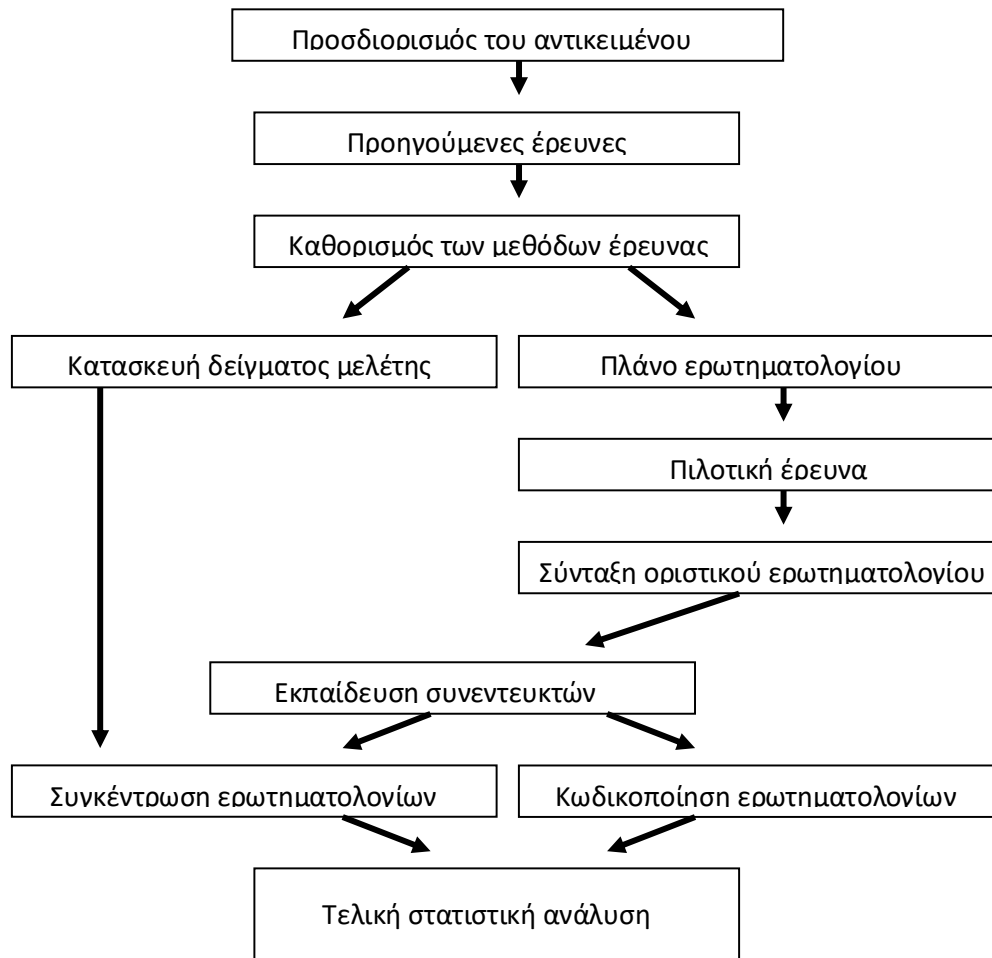 Προσδιορισμός του αντικειμένου
Προηγούμενες έρευνες
Καθορισμός των μεθόδων έρευνας
Κατασκευή δείγματος μελέτης
Πλάνο ερωτηματολογίου
Πιλοτική έρευνα
Σύνταξη οριστικού ερωτηματολογίου
Εκπαίδευση συνεντευκτών
Συγκέντρωση ερωτηματολογίων
Κωδικοποίηση ερωτηματολογίων
Τελική στατιστική ανάλυση